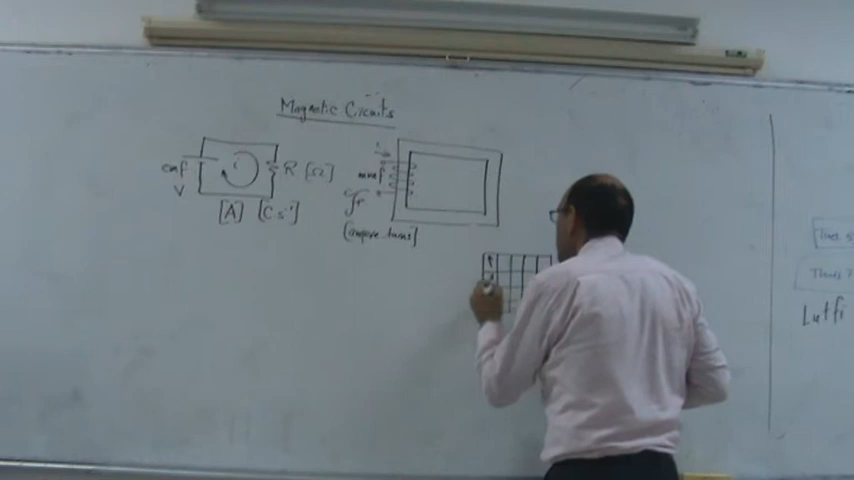 Magnetic Circuits
i
i
emf
R [Ω]
mmf
V
[A] [C s⁻¹]
[ampere turns]
Lutfi